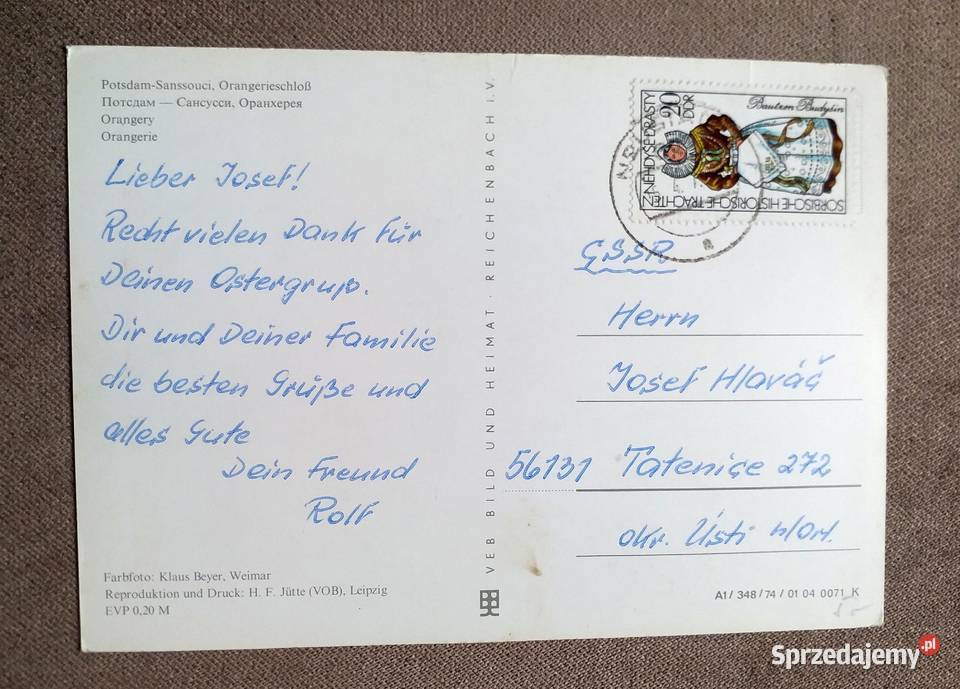 Potsdam-Sanssouci, Orangerieschloß
Потсдам — Сансусси, Оранхерея
Orangery
Orangerie
Lieber Josef!
Recht vielen Dank für
Deinen Ostergruß.
Dir und Deiner Familie
die besten Grüße und
alles Gute
Dein Freund
Rolf
Farbfoto: Klaus Beyer, Weimar
Reproduktion und Druck: H. F. Jütte (VOB), Leipzig
EVP 0,20 M
VEB BILD UND HEIMAT · REICHENBACH i. V.
20
DDR
Bautzen Budyšin
SORBISCHE HISTORISCHE TRACHTEN
ZNĚHDYŠE DRASTY
a
ČSSR
Herrn
Josef Hlaváč
56131 Tatenice 272
okr. Ústí n/Orl.
A1/348/74/01 04 0071 K
Sprzedajemy.pl